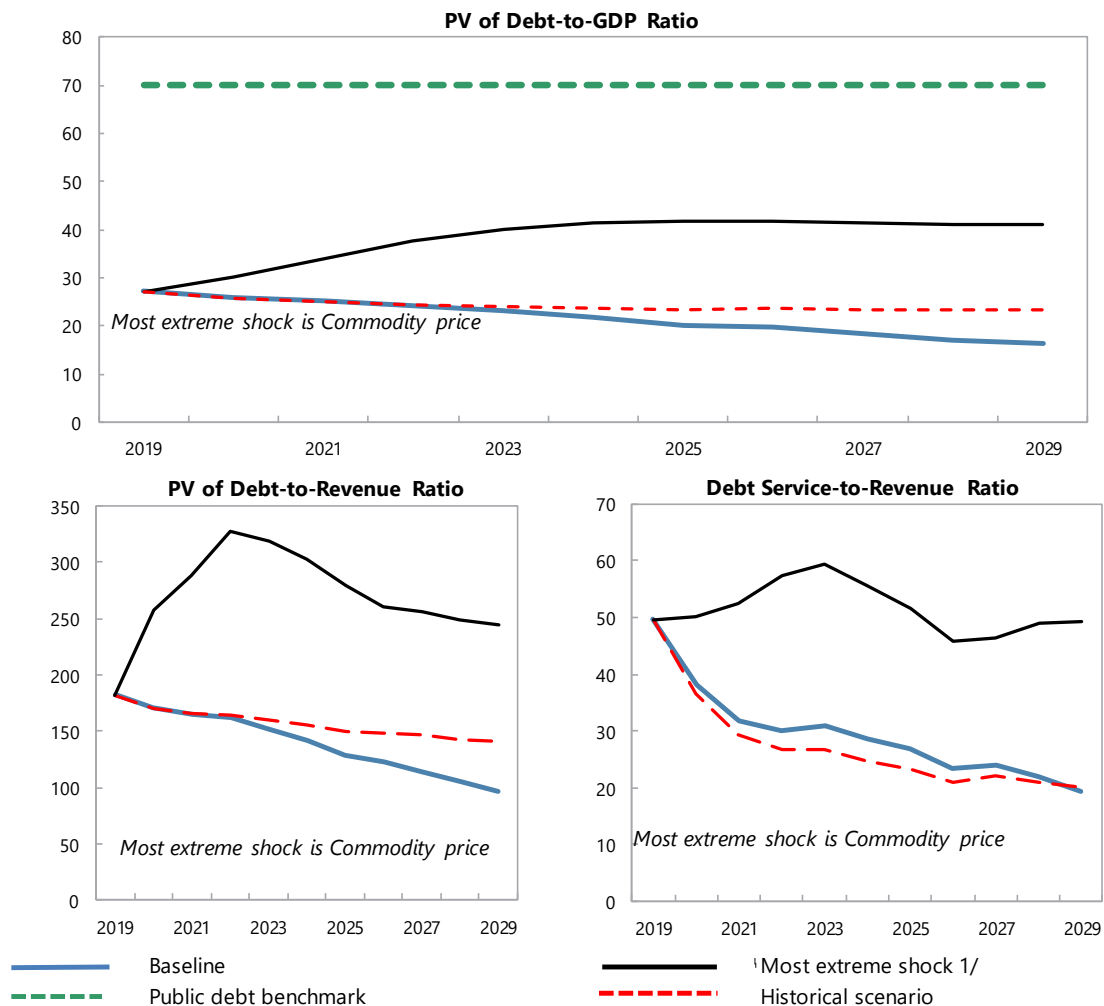 PV of Debt-to-GDP Ratio
80
70
60
50
40
30
20
10
0
Most extreme shock is Commodity price
2019 2021 2023 2025 2027 2029
PV of Debt-to-Revenue Ratio
350
300
250
200
150
100
50
0
Most extreme shock is Commodity price
2019 2021 2023 2025 2027 2029
Debt Service-to-Revenue Ratio
70
60
50
40
30
20
10
0
Most extreme shock is Commodity price
2019 2021 2023 2025 2027 2029
Baseline
Most extreme shock 1/
Public debt benchmark
Historical scenario